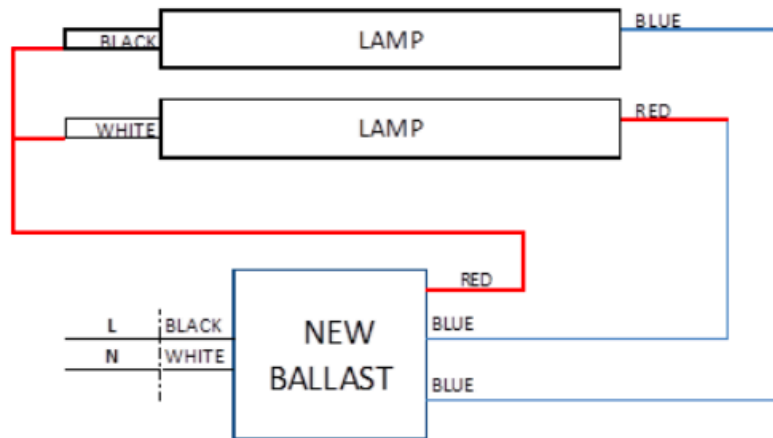 BLUE
BLACK
LAMP
RED
WHITE
LAMP
RED
L BLACK
BLUE
NEW
N WHITE
BALLAST
BLUE